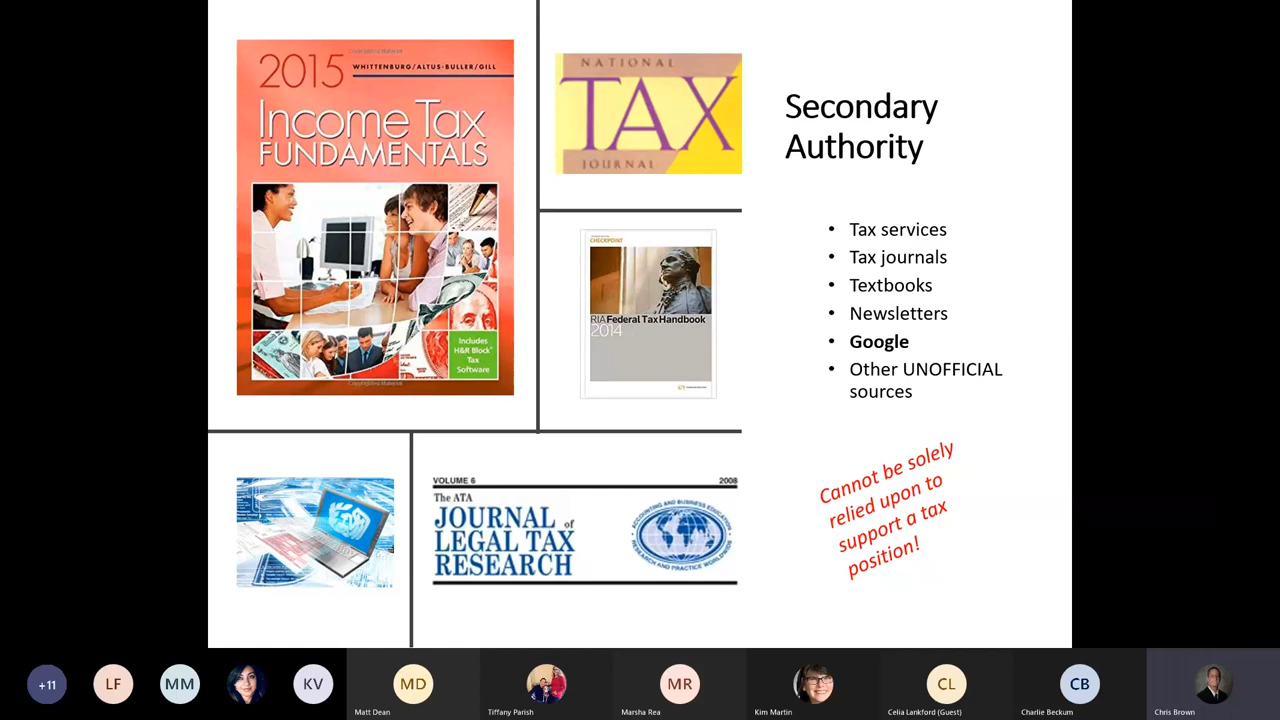 2015
WHITTENBURG/ALTUS-BULLER/GILL
Income Tax
FUNDAMENTALS
Includes
H&R Block
Tax
Software
Copyrighted Material
NATIONAL
TAX
JOURNAL
CHECKPOINT
RIA Federal Tax Handbook
2014
VOLUME 6 2008
The ATA
JOURNAL of
LEGAL TAX
RESEARCH
Secondary
Authority
• Tax services
• Tax journals
• Textbooks
• Newsletters
• Google
• Other UNOFFICIAL
sources
Cannot be solely
relied upon to
support a tax
position!
+11
LF
MM
KV
MD
Matt Dean
Tiffany Parish
MR
Marsha Rea
Kim Martin
CL
Celia Lankford (Guest)
CB
Charlie Beckum
Chris Brown